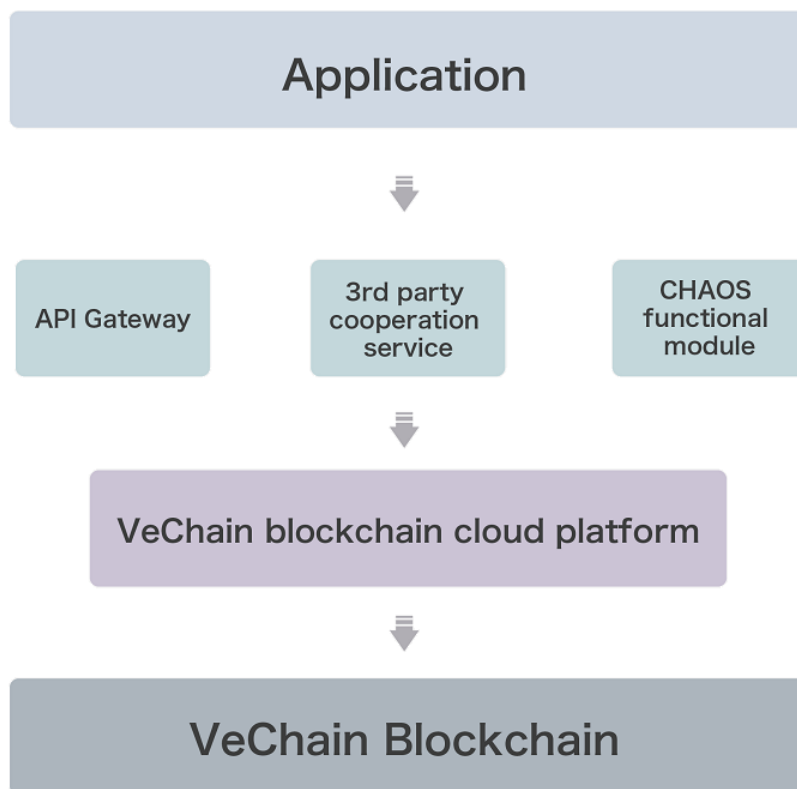 Application
API Gateway
3rd party
cooperation
service
CHAOS
functional
module
VeChain blockchain cloud platform
VeChain Blockchain